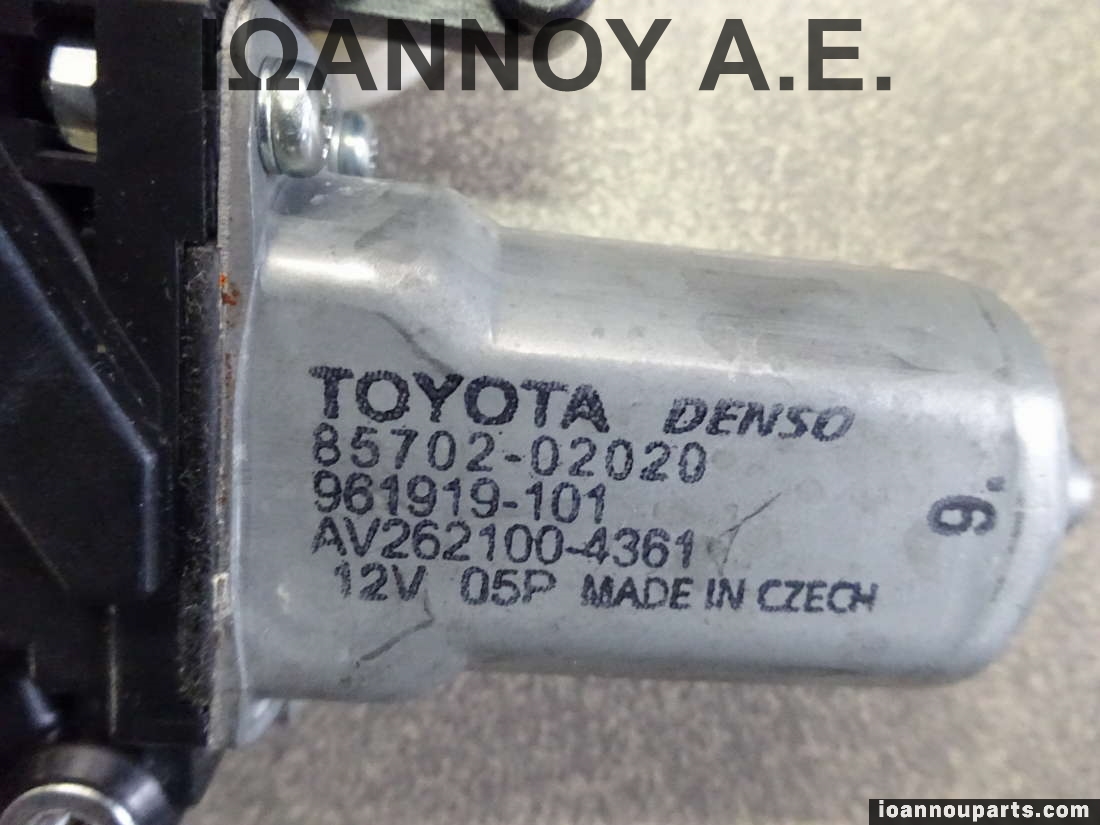 ΙΩΑΝΝΟΥ Α.Ε.
TOYOTA DENSO
85702-02020
961919-101
AV262100-4361
12V 05P MADE IN CZECH
9.
ioannouparts.com